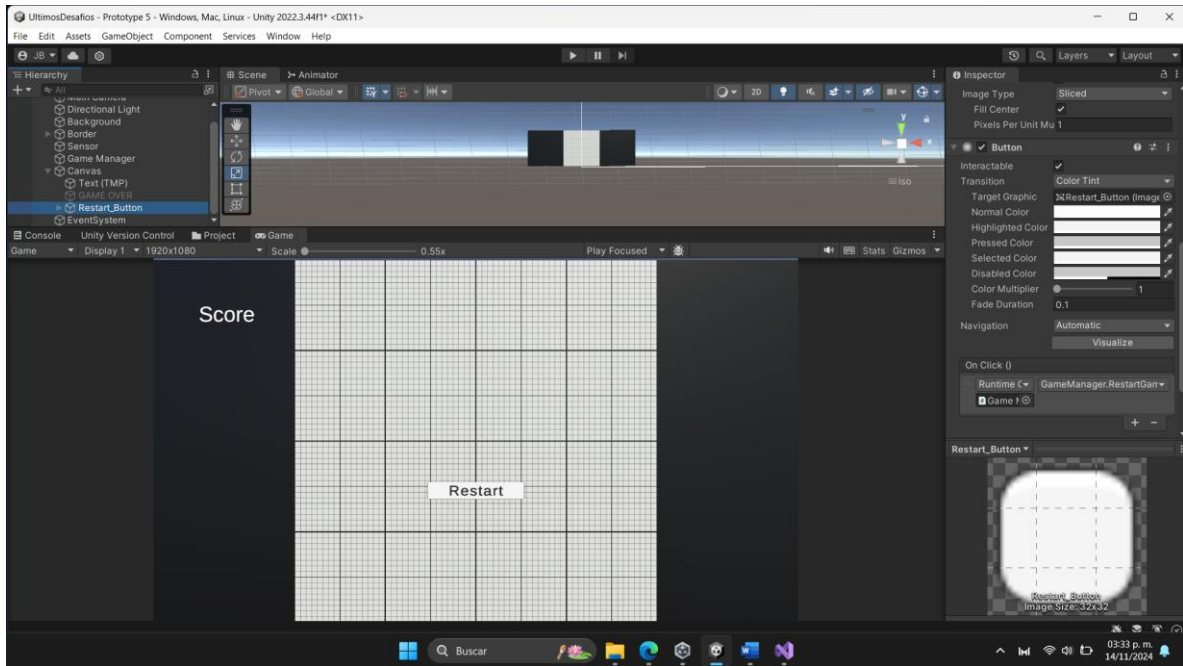 UltimosDesafios - Prototype 5 - Windows, Mac, Linux - Unity 2022.3.44f1* <DX11>
File Edit Assets GameObject Component Services Window Help
JB
Layers Layout
Hierarchy
All
Main Camera
Directional Light
Background
Border
Sensor
Game Manager
Canvas
Text (TMP)
GAME OVER
Restart_Button
EventSystem
Scene Animator
Pivot Global 2D
y
x
Iso
Console Unity Version Control Project Game
Game Display 1 1920x1080 Scale 0.55x Play Focused Stats Gizmos
Score
Restart
Inspector
Image Type Sliced
Fill Center
Pixels Per Unit Mu 1
Button
Interactable
Transition Color Tint
Target Graphic Restart_Button (Image
Normal Color
Highlighted Color
Pressed Color
Selected Color
Disabled Color
Color Multiplier 1
Fade Duration 0.1
Navigation Automatic
Visualize
On Click ()
Runtime GameManager.RestartGam
Game
Restart_Button
Restart_Button
Image Size: 32x32
Buscar
03:33 p. m.
14/11/2024